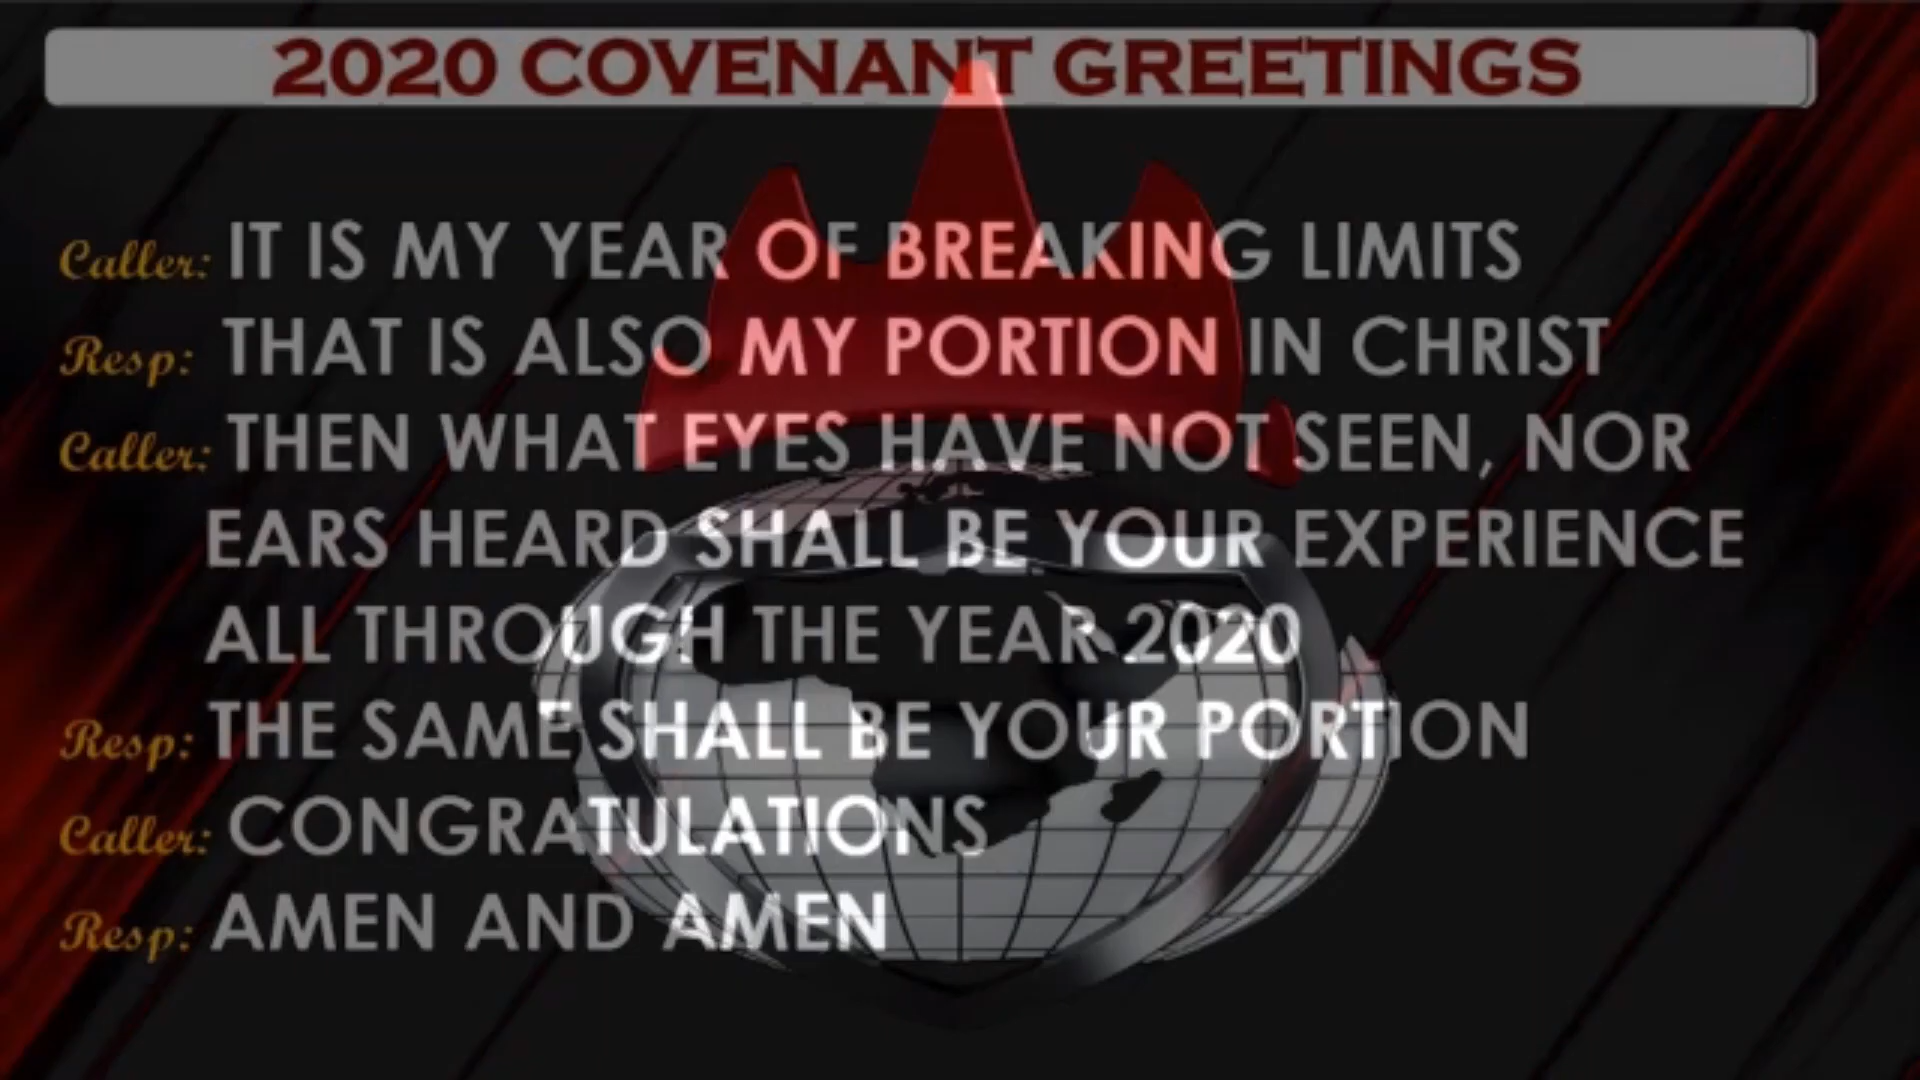 2020 COVENANT GREETINGS
Caller: IT IS MY YEAR OF BREAKING LIMITS
Resp: THAT IS ALSO MY PORTION IN CHRIST
Caller: THEN WHAT EYES HAVE NOT SEEN, NOR
EARS HEARD SHALL BE YOUR EXPERIENCE
ALL THROUGH THE YEAR 2020
Resp: THE SAME SHALL BE YOUR PORTION
Caller: CONGRATULATIONS
Resp: AMEN AND AMEN